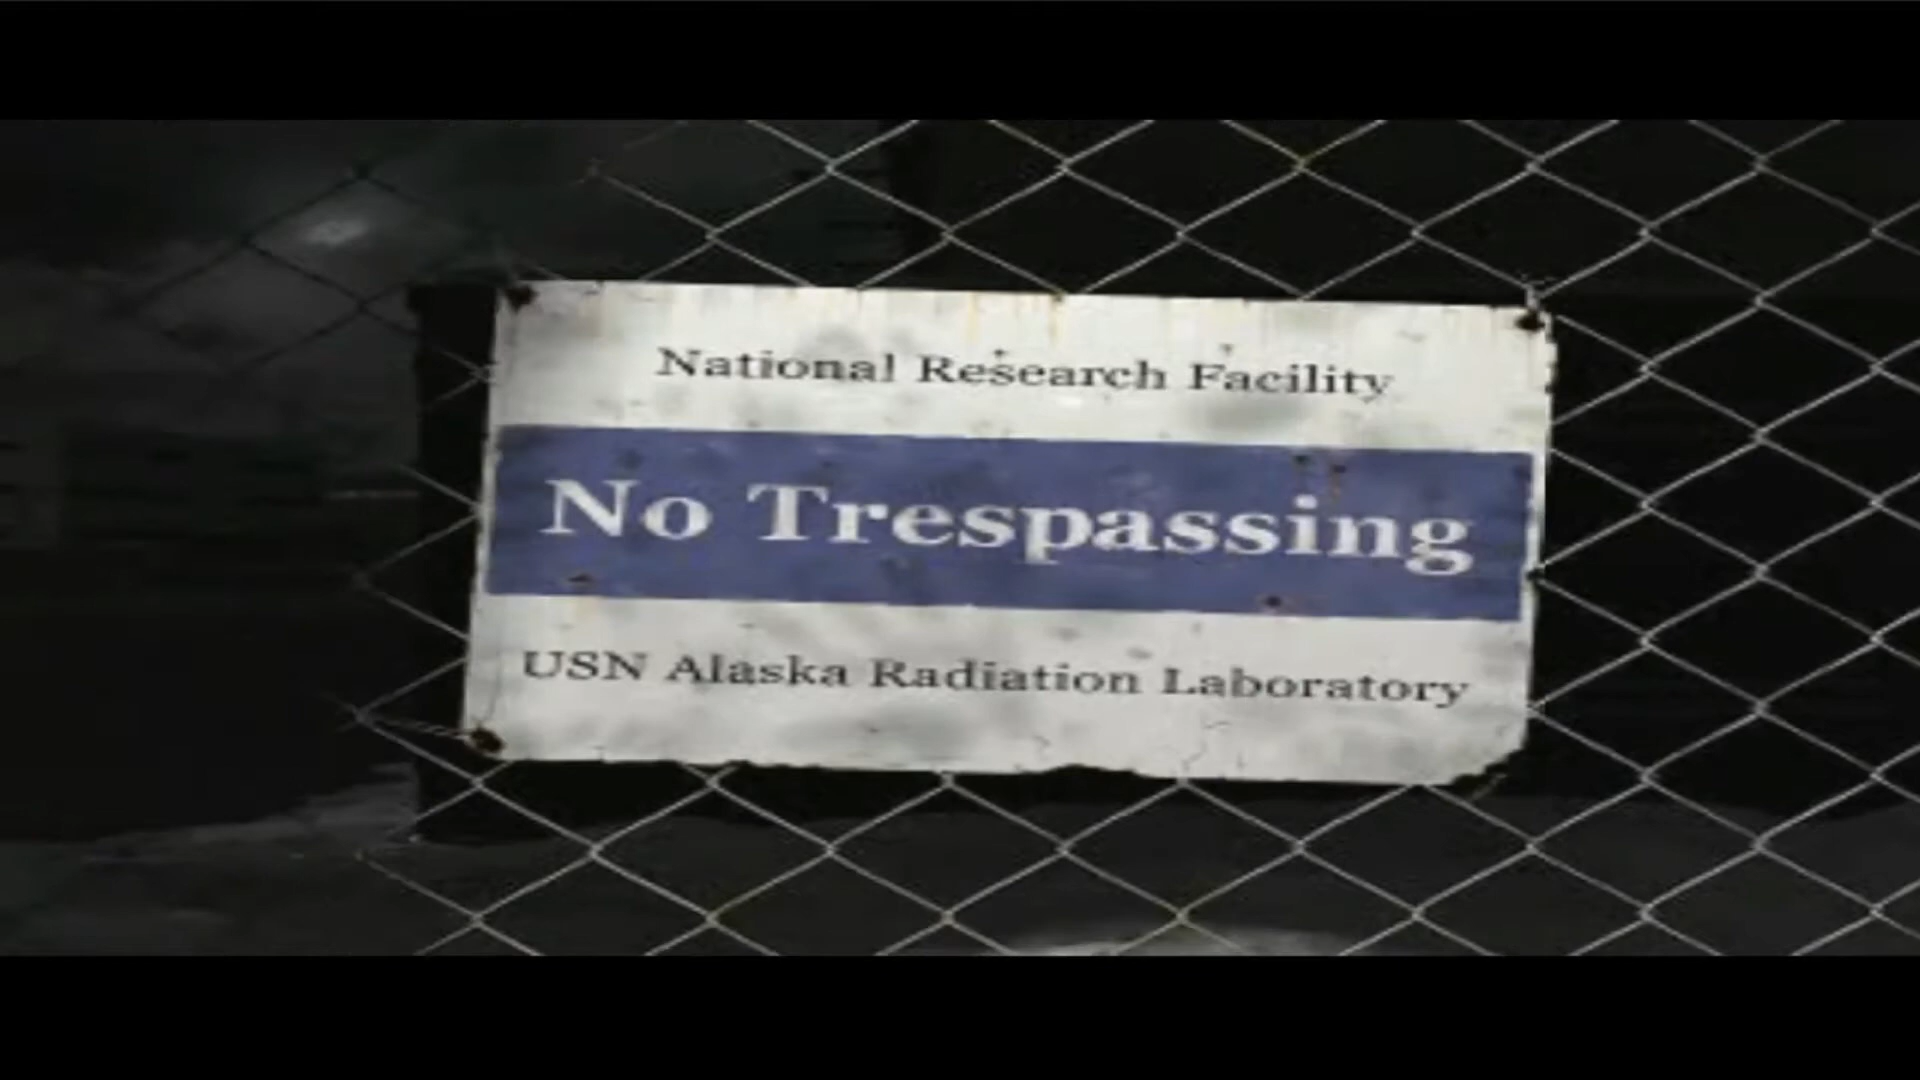 National Research Facility
No Trespassing
USN Alaska Radiation Laboratory